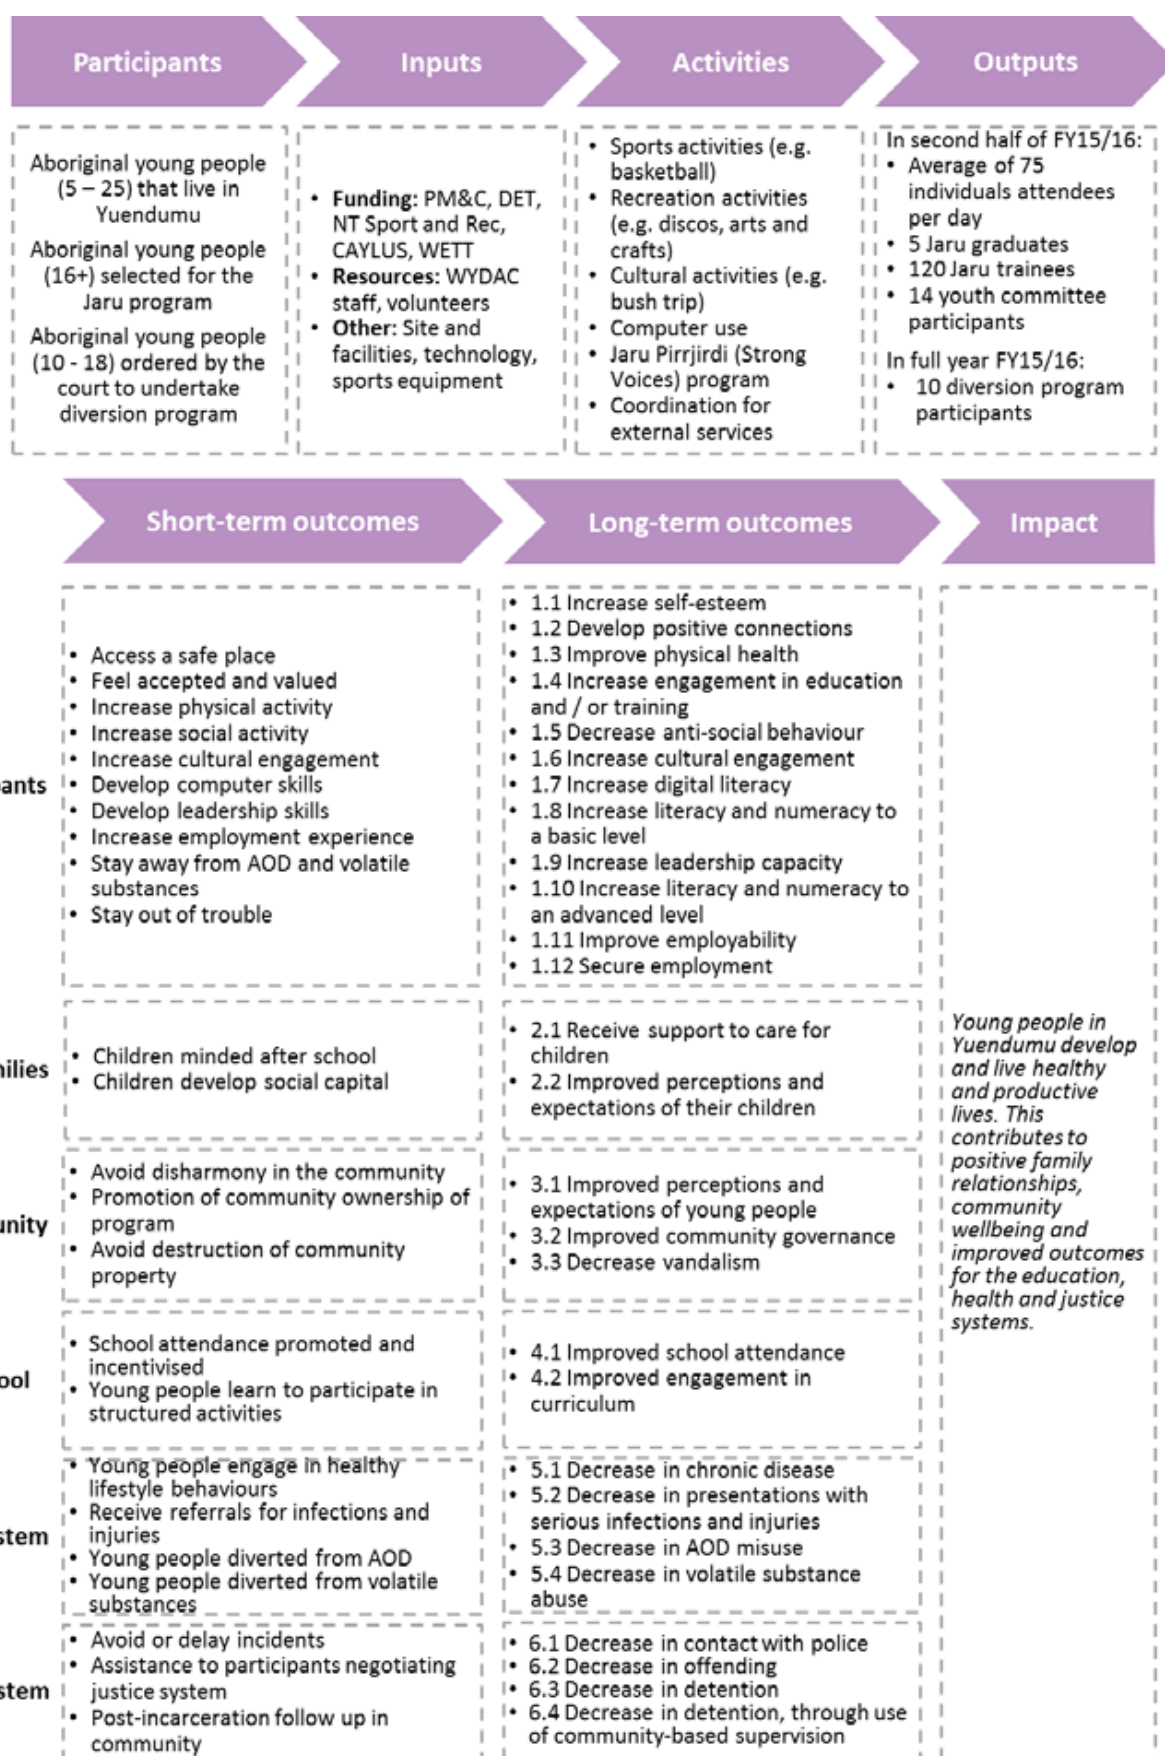 Participants
Inputs
Activities
Outputs
Aboriginal young people
(5 – 25) that live in
Yuendumu
Aboriginal young people
(16+) selected for the
Jaru program
Aboriginal young people
(10 - 18) ordered by the
court to undertake
diversion program
• Funding: PM&C, DET,
NT Sport and Rec,
CAYLUS, WETT
• Resources: WYDAC
staff, volunteers
• Other: Site and
facilities, technology,
sports equipment
• Sports activities (e.g.
basketball)
• Recreation activities
(e.g. discos, arts and
crafts)
• Cultural activities (e.g.
bush trip)
• Computer use
• Jaru Pirrjirdi (Strong
Voices) program
• Coordination for
external services
In second half of FY15/16:
• Average of 75
individuals attendees
per day
• 5 Jaru graduates
• 120 Jaru trainees
• 14 youth committee
participants
In full year FY15/16:
• 10 diversion program
participants
Short-term outcomes
Long-term outcomes
Impact
pants
• Access a safe place
• Feel accepted and valued
• Increase physical activity
• Increase social activity
• Increase cultural engagement
• Develop computer skills
• Develop leadership skills
• Increase employment experience
• Stay away from AOD and volatile
substances
• Stay out of trouble
• 1.1 Increase self-esteem
• 1.2 Develop positive connections
• 1.3 Improve physical health
• 1.4 Increase engagement in education
and / or training
• 1.5 Decrease anti-social behaviour
• 1.6 Increase cultural engagement
• 1.7 Increase digital literacy
• 1.8 Increase literacy and numeracy to
a basic level
• 1.9 Increase leadership capacity
• 1.10 Increase literacy and numeracy to
an advanced level
• 1.11 Improve employability
• 1.12 Secure employment
nilies
• Children minded after school
• Children develop social capital
• 2.1 Receive support to care for
children
• 2.2 Improved perceptions and
expectations of their children
unity
• Avoid disharmony in the community
• Promotion of community ownership of
program
• Avoid destruction of community
property
• 3.1 Improved perceptions and
expectations of young people
• 3.2 Improved community governance
• 3.3 Decrease vandalism
ool
• School attendance promoted and
incentivised
• Young people learn to participate in
structured activities
• 4.1 Improved school attendance
• 4.2 Improved engagement in
curriculum
stem
• Young people engage in healthy
lifestyle behaviours
• Receive referrals for infections and
injuries
• Young people diverted from AOD
• Young people diverted from volatile
substances
• 5.1 Decrease in chronic disease
• 5.2 Decrease in presentations with
serious infections and injuries
• 5.3 Decrease in AOD misuse
• 5.4 Decrease in volatile substance
abuse
stem
• Avoid or delay incidents
• Assistance to participants negotiating
justice system
• Post-incarceration follow up in
community
• 6.1 Decrease in contact with police
• 6.2 Decrease in offending
• 6.3 Decrease in detention
• 6.4 Decrease in detention, through use
of community-based supervision
Young people in
Yuendumu develop
and live healthy
and productive
lives. This
contributes to
positive family
relationships,
community
wellbeing and
improved outcomes
for the education,
health and justice
systems.